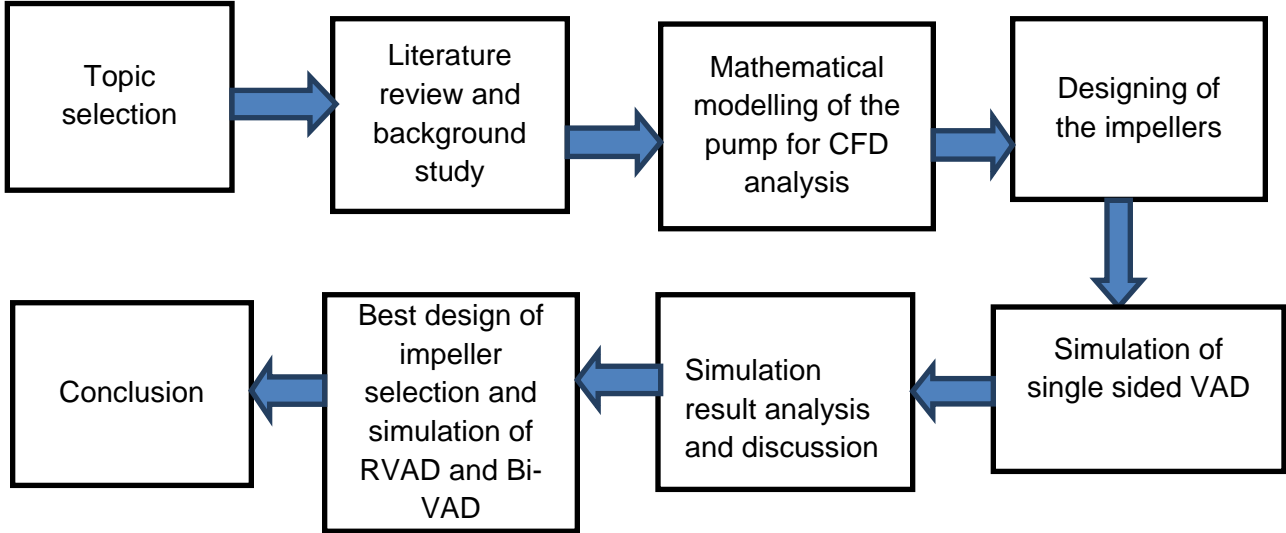 Topic
selection
Literature
review and
background
study
Mathematical
modelling of the
pump for CFD
analysis
Designing of
the impellers
Simulation of
single sided VAD
Simulation
result analysis
and discussion
Best design of
impeller
selection and
simulation of
RVAD and Bi-
VAD
Conclusion